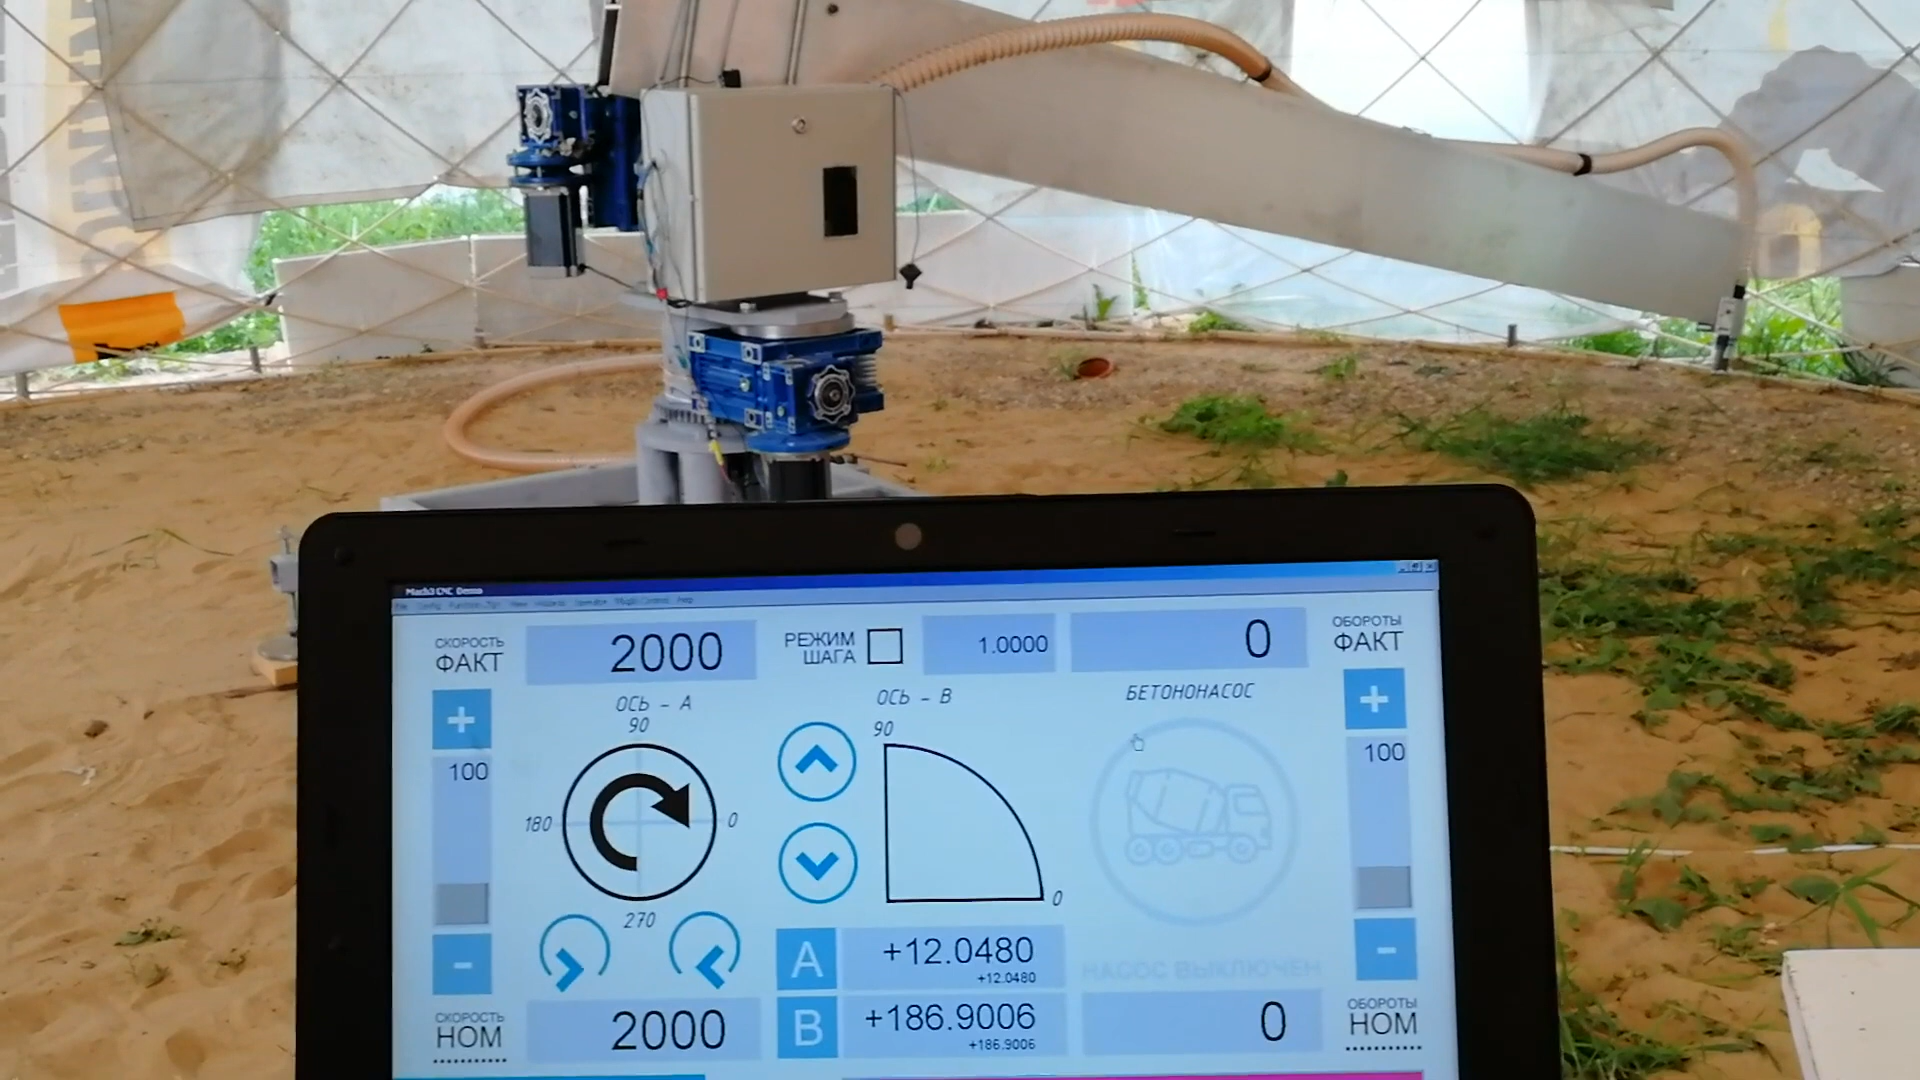 Mach3 CNC Demo
СКОРОСТЬ
ФАКТ
2000
РЕЖИМ
ШАГА
1.0000
0
ОБОРОТЫ
ФАКТ
ОСЬ - А
ОСЬ - В
БЕТОНОНАСОС
+
90
90
+
100
100
180
0
0
270
-
-
A
+12.0480
+12.0480
НАСОС ВЫКЛЮЧЕН
СКОРОСТЬ
НОМ
2000
B
+186.9006
+186.9006
0
ОБОРОТЫ
НОМ